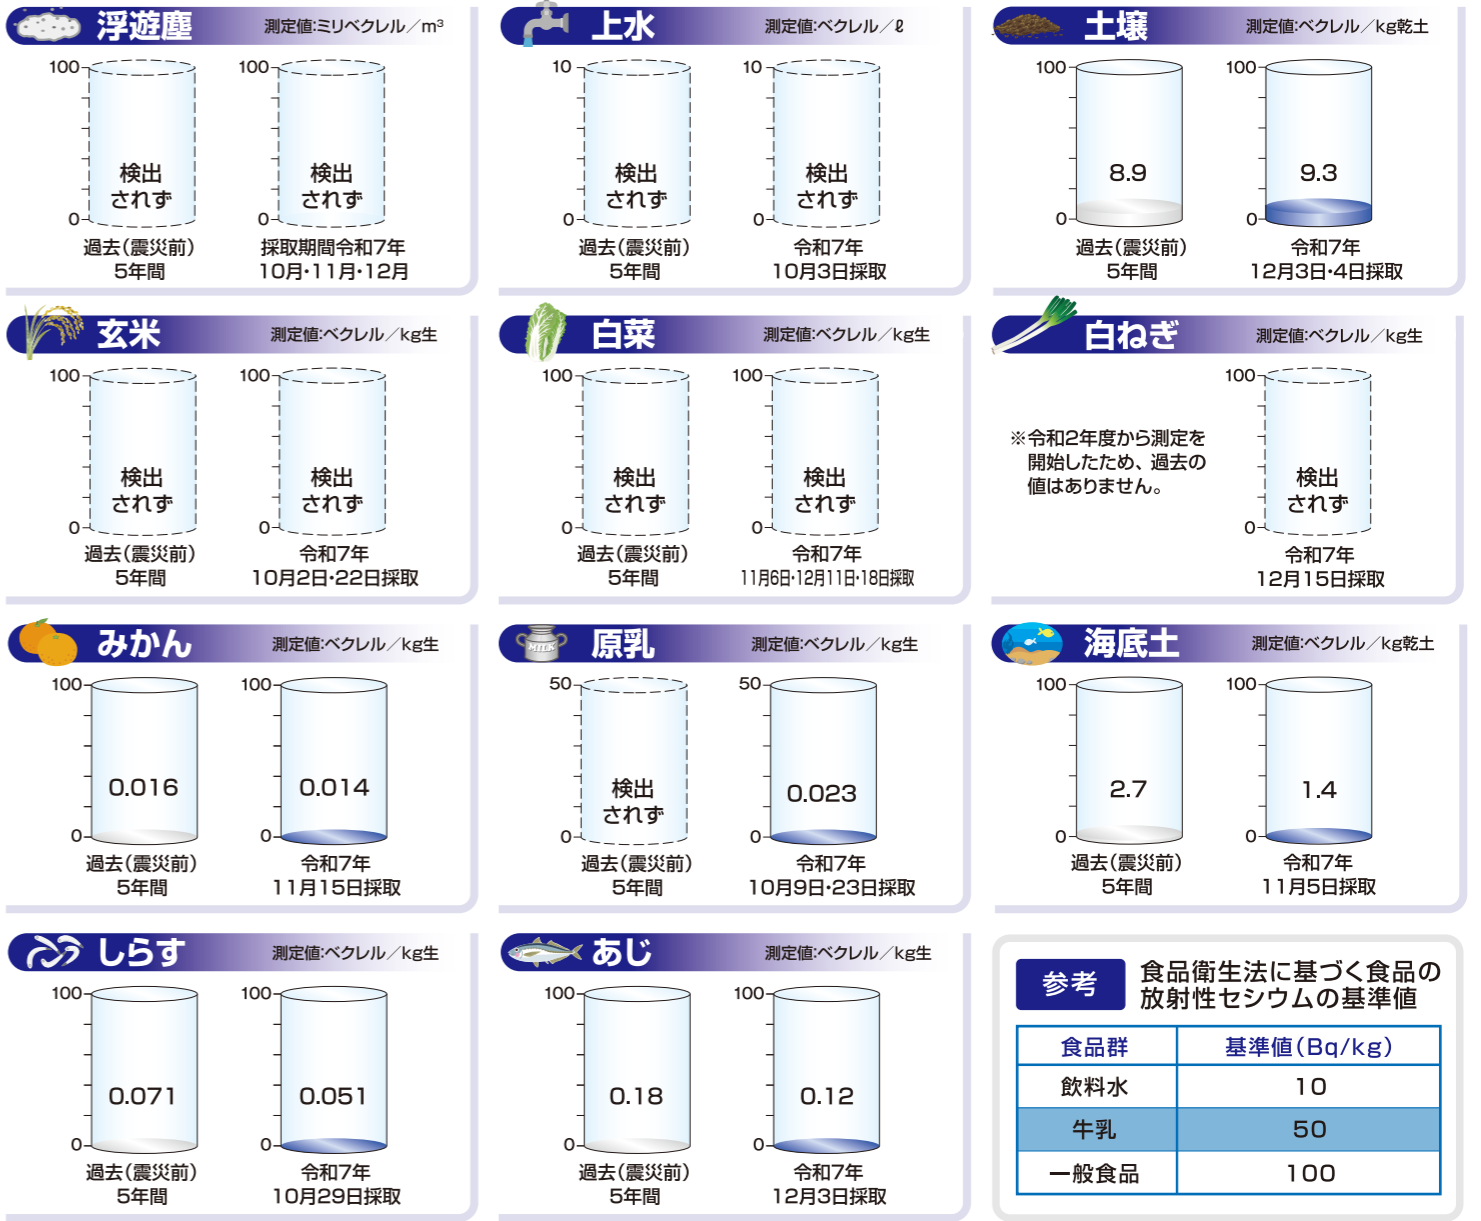 浮遊塵
測定値:ミリベクレル／m³
100
0
検出
されず
過去(震災前)
5年間
100
0
検出
されず
採取期間令和7年
10月・11月・12月
上水
測定値:ベクレル／ℓ
10
0
検出
されず
過去(震災前)
5年間
10
0
検出
されず
令和7年
10月3日採取
土壌
測定値:ベクレル／kg乾土
100
8.9
0
過去(震災前)
5年間
100
9.3
0
令和7年
12月3日・4日採取
玄米
測定値:ベクレル／kg生
100
検出
されず
0
過去(震災前)
5年間
100
検出
されず
0
令和7年
10月2日・22日採取
白菜
測定値:ベクレル／kg生
100
検出
されず
0
過去(震災前)
5年間
100
検出
されず
0
令和7年
11月6日・12月11日・18日採取
白ねぎ
測定値:ベクレル／kg生
※令和2年度から測定を
開始したため、過去の
値はありません。
100
検出
されず
0
令和7年
12月15日採取
みかん
測定値:ベクレル／kg生
100
0.016
0
過去(震災前)
5年間
100
0.014
0
令和7年
11月15日採取
MILK
原乳
測定値:ベクレル／kg生
50
検出
されず
0
過去(震災前)
5年間
50
0.023
0
令和7年
10月9日・23日採取
海底土
測定値:ベクレル／kg乾土
100
2.7
0
過去(震災前)
5年間
100
1.4
0
令和7年
11月5日採取
しらす
測定値:ベクレル／kg生
100
0.071
0
過去(震災前)
5年間
100
0.051
0
令和7年
10月29日採取
あじ
測定値:ベクレル／kg生
100
0.18
0
過去(震災前)
5年間
100
0.12
0
令和7年
12月3日採取
参考
食品衛生法に基づく食品の
放射性セシウムの基準値
食品群 基準値(Bq/kg)
飲料水 10
牛乳 50
一般食品 100